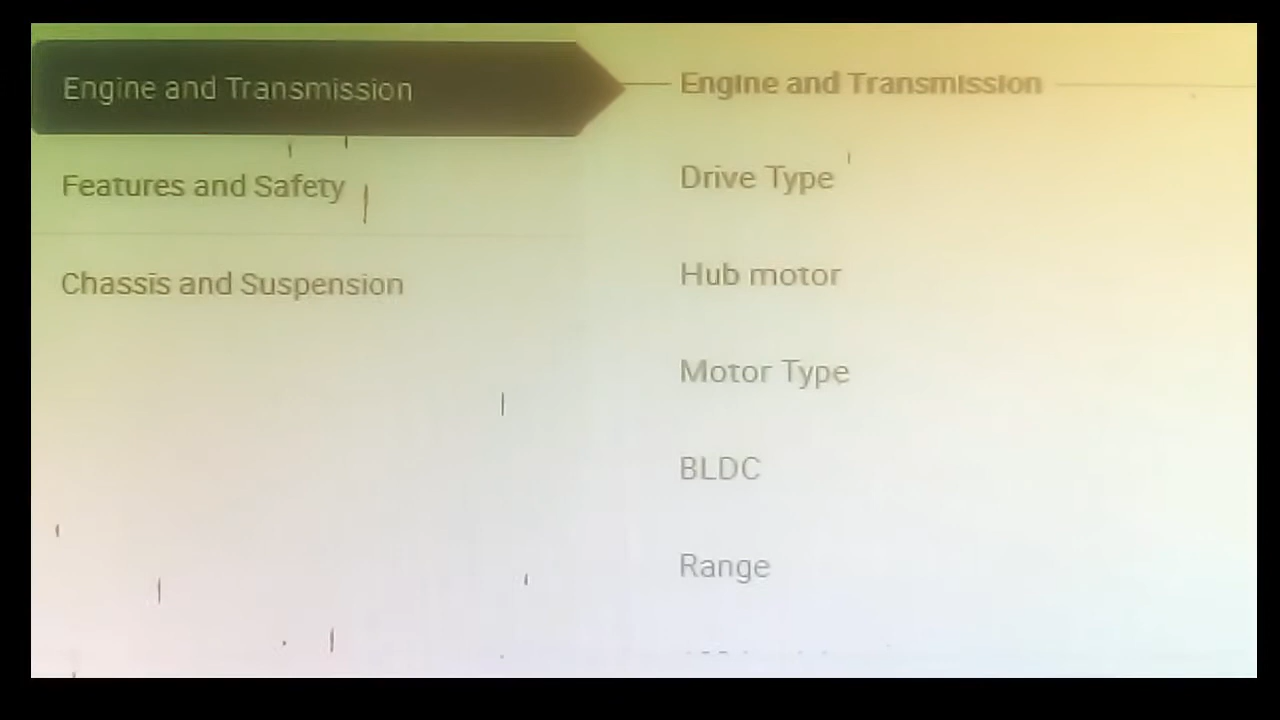 Engine and Transmission
Features and Safety
Chassis and Suspension
Engine and Transmission
Drive Type
Hub motor
Motor Type
BLDC
Range